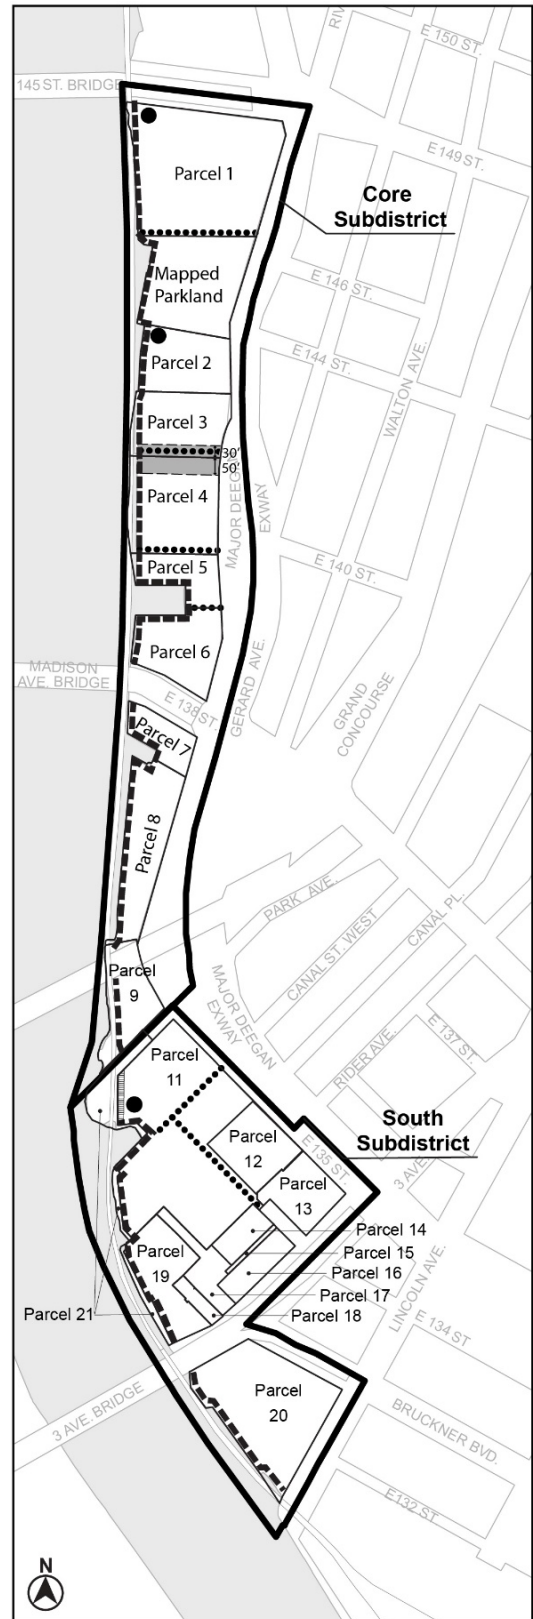 RIV
E 150 ST.
145 ST. BRIDGE
E 149 ST.
Parcel 1
Core
Subdistrict
Mapped
Parkland
E 146 ST.
Parcel 2
E 144 ST.
WALTON AVE.
Parcel 3
30'
50'
Parcel 4
MAJOR DEEGAN
EXWAY
E 140 ST.
Parcel 5
Parcel 6
MADISON
AVE. BRIDGE
E 138 ST.
GERARD AVE.
GRAND
CONCOURSE
Parcel 7
Parcel 8
PARK AVE.
CANAL ST. WEST
CANAL PL.
Parcel
9
MAJOR DEEGAN
EXWAY
RIDER AVE.
E 137 ST.
Parcel
11
South
Subdistrict
Parcel
12
E 135 ST.
3 AVE.
Parcel
13
Parcel 14
Parcel 15
Parcel 16
Parcel
19
Parcel 17
Parcel 18
Parcel 21
LINCOLN AVE.
E 134 ST
3 AVE. BRIDGE
Parcel
20
BRUCKNER BVD.
E 132 ST.
N